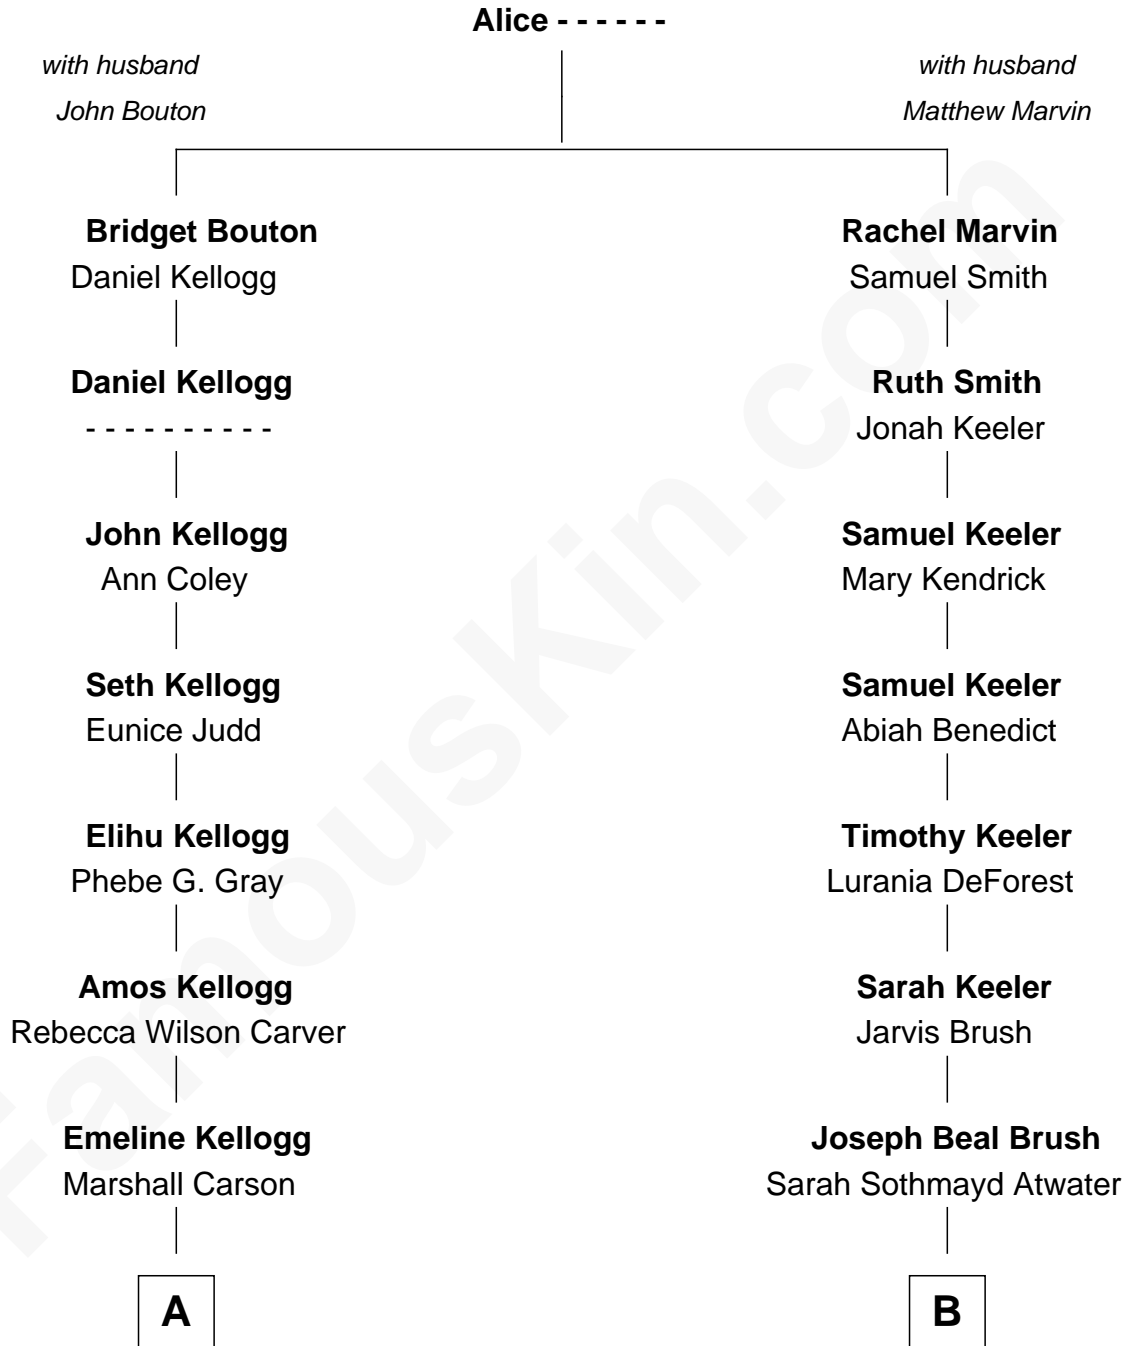 Alice - - - - - -
with husband
John Bouton
with husband
Matthew Marvin
Bridget Bouton
Daniel Kellogg
Rachel Marvin
Samuel Smith
Daniel Kellogg
- - - - - - - - - -
Ruth Smith
Jonah Keeler
John Kellogg
Ann Coley
Samuel Keeler
Mary Kendrick
Seth Kellogg
Eunice Judd
Samuel Keeler
Abiah Benedict
Elihu Kellogg
Phebe G. Gray
Timothy Keeler
Lurania DeForest
Amos Kellogg
Rebecca Wilson Carver
Sarah Keeler
Jarvis Brush
Emeline Kellogg
Marshall Carson
Joseph Beal Brush
Sarah Sothmayd Atwater
A
B
FamousKin.com